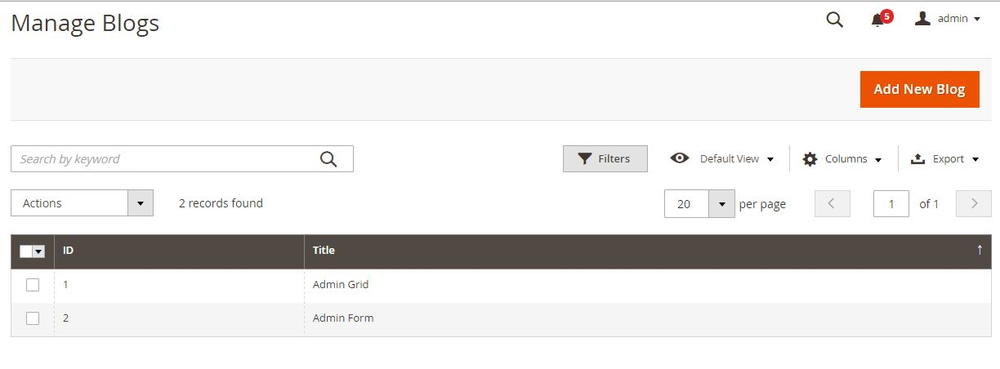 Manage Blogs
5
admin
Add New Blog
Search by keyword
Filters
Default View
Columns
Export
Actions
2 records found
20
per page
1
of 1
ID
Title
1
Admin Grid
2
Admin Form